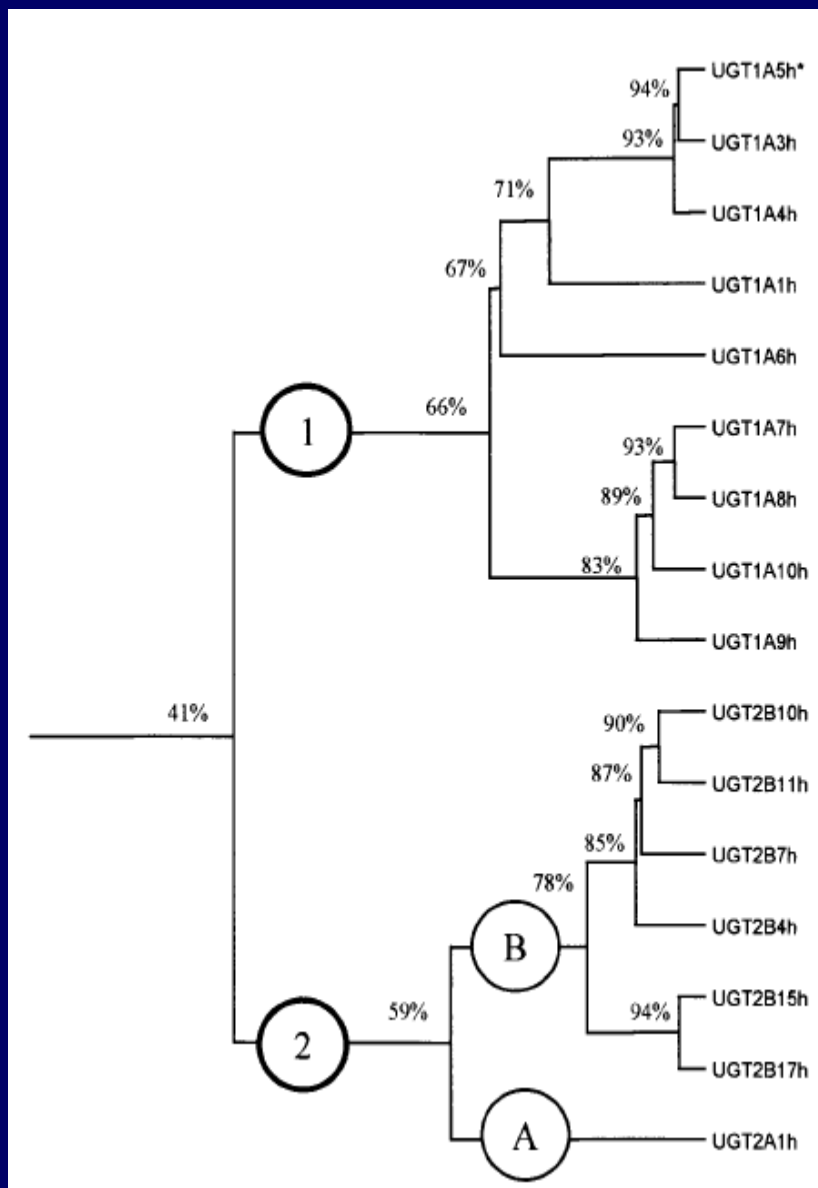 UGT1A5h*
94%
UGT1A3h
93%
UGT1A4h
71%
UGT1A1h
67%
UGT1A6h
1
66%
UGT1A7h
93%
UGT1A8h
89%
UGT1A10h
83%
UGT1A9h
41%
UGT2B10h
90%
UGT2B11h
87%
UGT2B7h
85%
78%
UGT2B4h
B
UGT2B15h
94%
59%
2
UGT2B17h
A
UGT2A1h